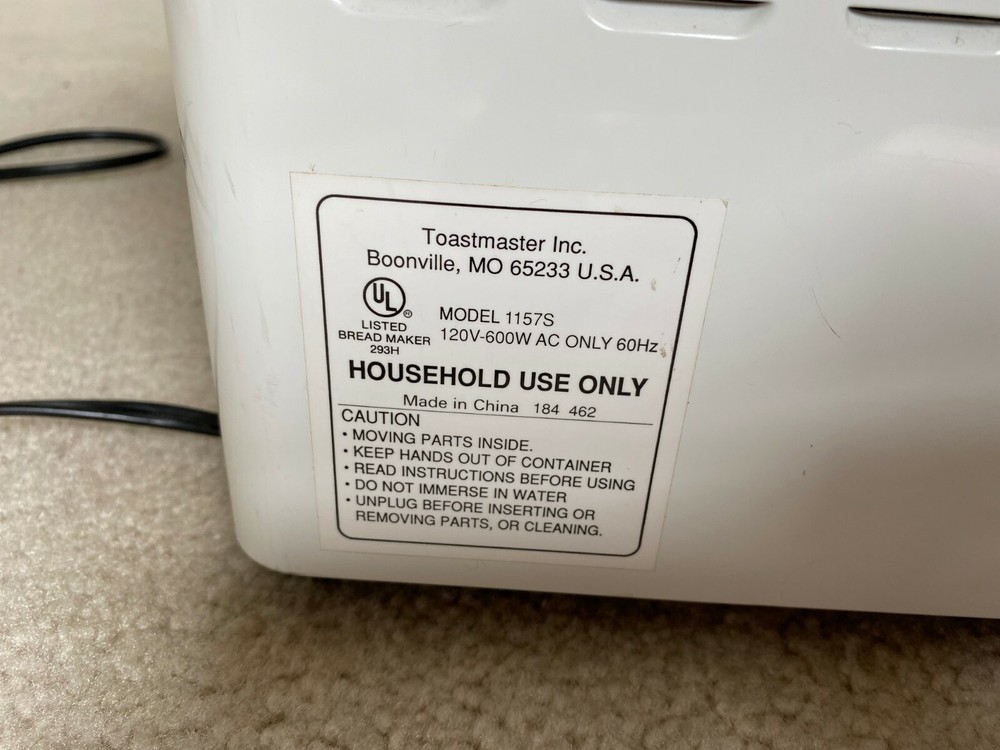 Toastmaster Inc.
Boonville, MO 65233 U.S.A.
UL®
LISTED
BREAD MAKER
293H
MODEL 1157S
120V-600W AC ONLY 60Hz
HOUSEHOLD USE ONLY
Made in China 184 462
CAUTION
• MOVING PARTS INSIDE.
• KEEP HANDS OUT OF CONTAINER
• READ INSTRUCTIONS BEFORE USING
• DO NOT IMMERSE IN WATER
• UNPLUG BEFORE INSERTING OR
REMOVING PARTS, OR CLEANING.